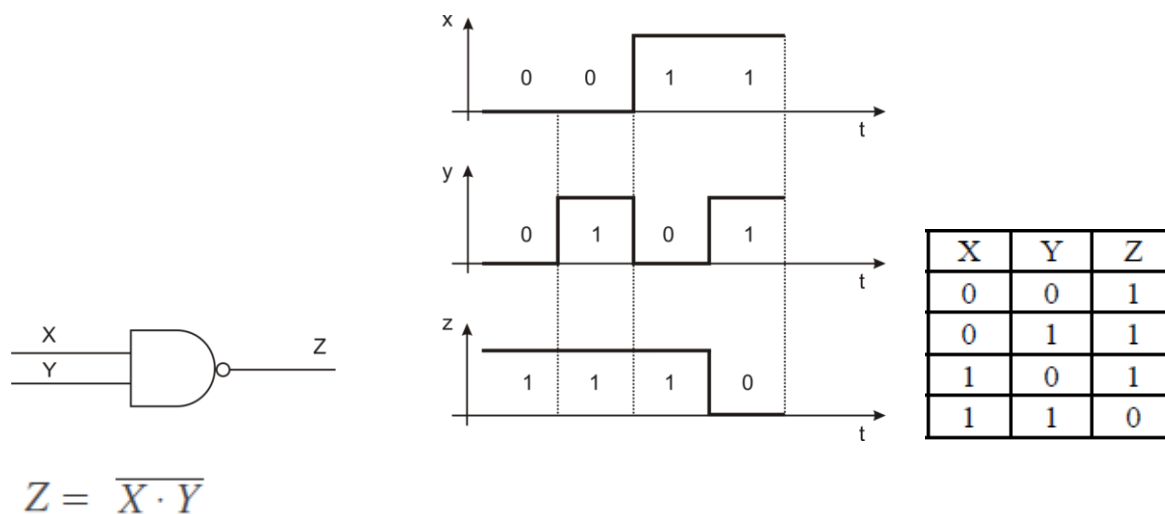 x
0 0 1 1
t
y
0 1 0 1
t
z
1 1 1 0
t
X
Y
Z
Z = \overline{X · Y}
X Y Z
0 0 1
0 1 1
1 0 1
1 1 0